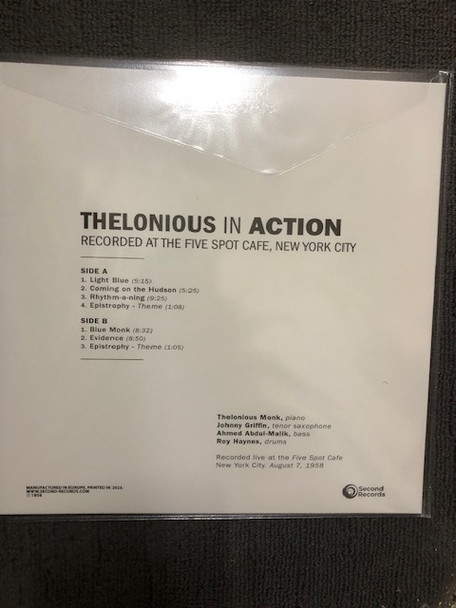 THELONIOUS IN ACTION
RECORDED AT THE FIVE SPOT CAFE, NEW YORK CITY
SIDE A
1. Light Blue (5:15)
2. Coming on the Hudson (5:25)
3. Rhythm-a-ning (9:25)
4. Epistrophy - Theme (1:08)
SIDE B
1. Blue Monk (8:32)
2. Evidence (8:50)
3. Epistrophy - Theme (1:05)
Thelonious Monk, piano
Johnny Griffin, tenor saxophone
Ahmed Abdul-Malik, bass
Roy Haynes, drums
Recorded live at the Five Spot Cafe
New York City. August 7, 1958
MANUFACTURED IN EUROPE, PRINTED IN
WWW.SECOND-RECORDS.COM
℗ 1958
Second
Records